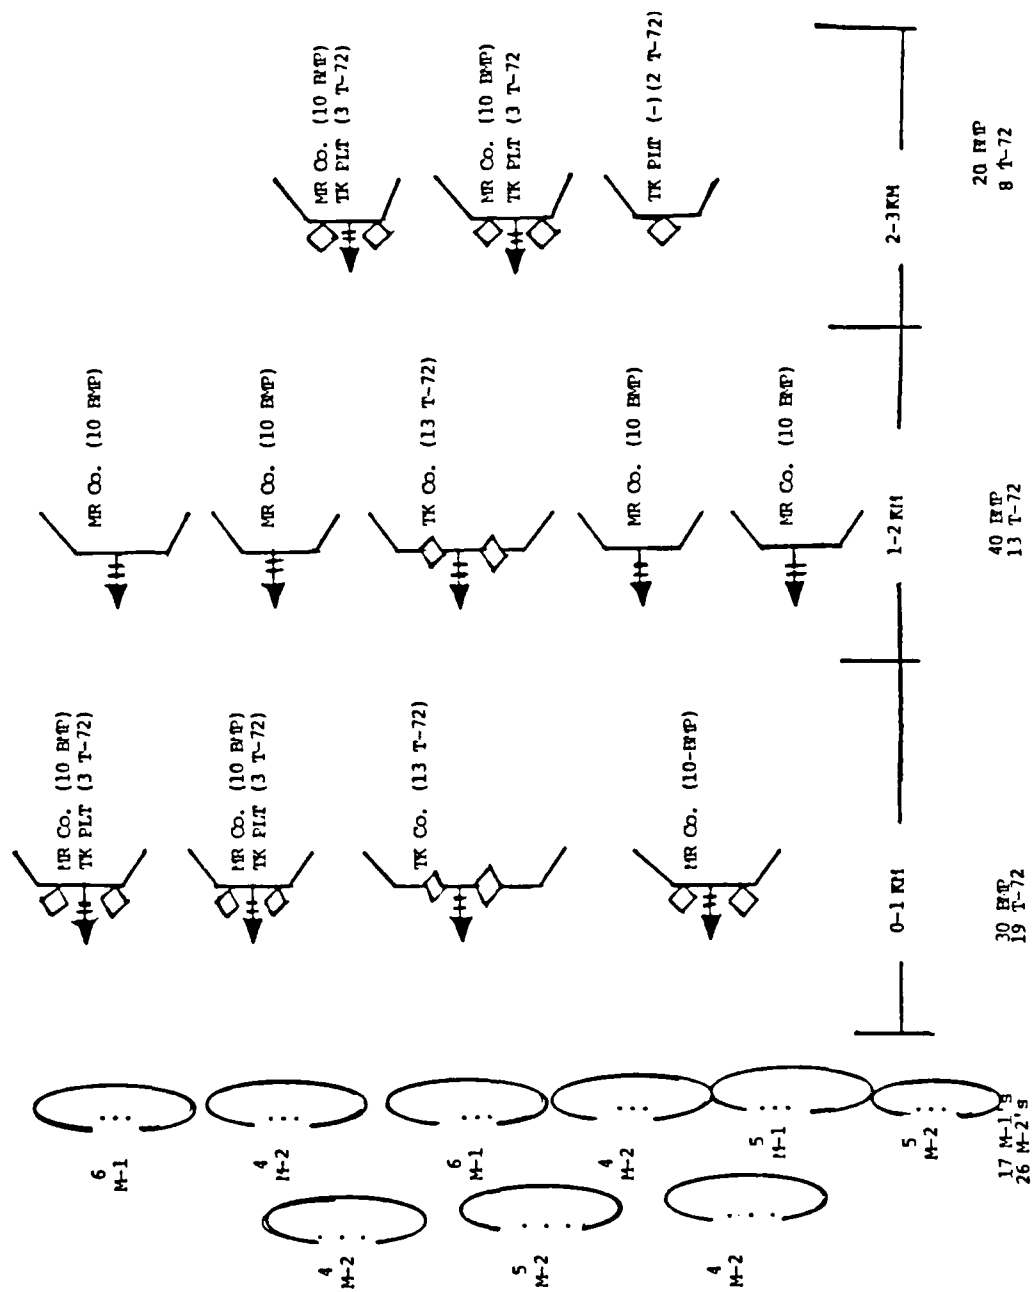 4
M-2
5
M-2
4
M-2
6
M-1
4
M-2
6
M-1
4
M-2
5
M-1
5
M-2
17 M-1's
26 M-2's
MR Co. (10 BMP)
TK PLT (3 T-72)
MR Co. (10 BMP)
TK PLT (3 T-72)
TK Co. (13 T-72)
MR Co. (10-BMP)
0-1 KM
30 BMP
19 T-72
MR Co. (10 BMP)
MR Co. (10 BMP)
TK Co. (13 T-72)
MR Co. (10 BMP)
MR Co. (10 BMP)
1-2 KM
40 BMP
13 T-72
MR Co. (10 BMP)
TK PLT (3 T-72)
MR Co. (10 BMP)
TK PLT (3 T-72
TK PLT (-)(2 T-72)
2-3 KM
20 BMP
8 T-72